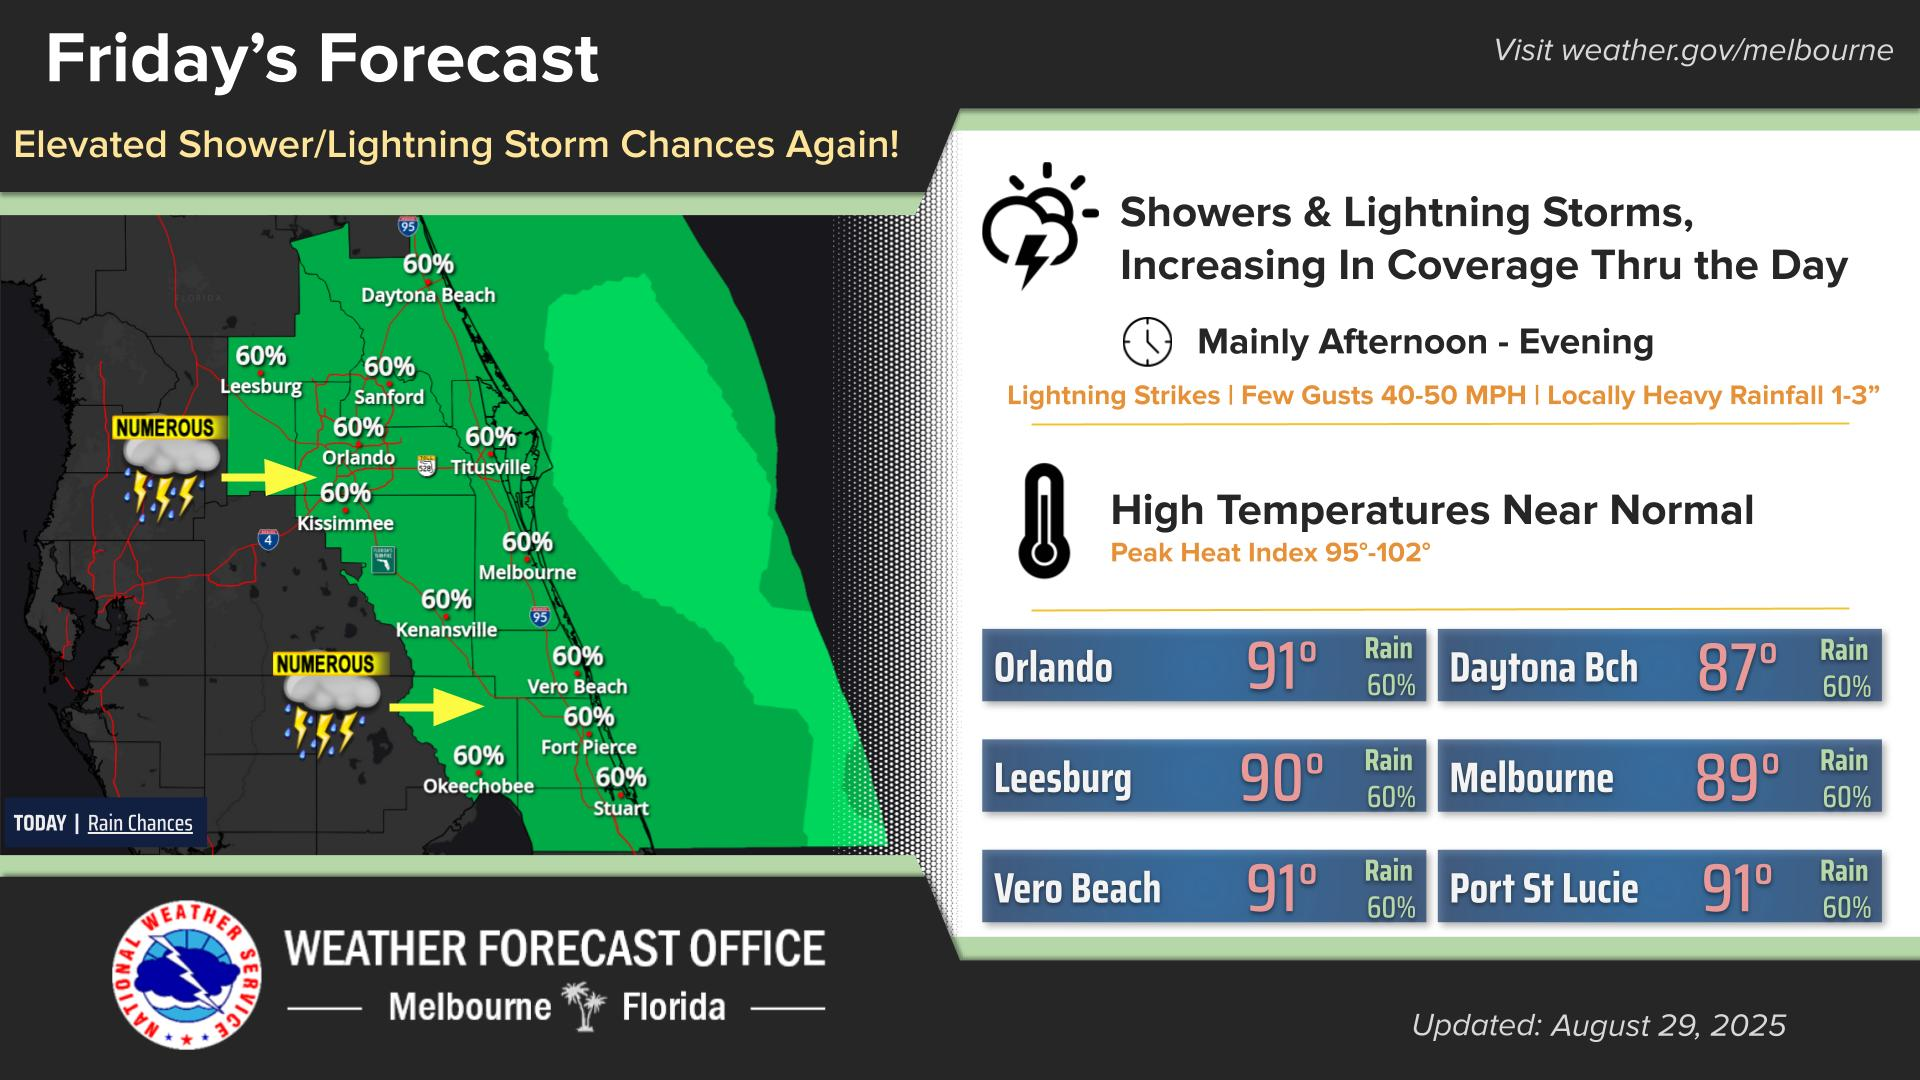 Friday’s Forecast
Visit weather.gov/melbourne
Elevated Shower/Lightning Storm Chances Again!
95
60%
Daytona Beach
FLORIDA
60%
Leesburg
60%
Sanford
NUMEROUS
60%
Orlando
60%
Titusville
TOLL
528
60%
Kissimmee
4
60%
Melbourne
60%
Kenansville
95
NUMEROUS
60%
Vero Beach
60%
Fort Pierce
60%
Okeechobee
60%
Stuart
TODAY | Rain Chances
Showers & Lightning Storms,
Increasing In Coverage Thru the Day
Mainly Afternoon - Evening
Lightning Strikes | Few Gusts 40-50 MPH | Locally Heavy Rainfall 1-3”
High Temperatures Near Normal
Peak Heat Index 95°-102°
Orlando 91° Rain 60%
Daytona Bch 87° Rain 60%
Leesburg 90° Rain 60%
Melbourne 89° Rain 60%
Vero Beach 91° Rain 60%
Port St Lucie 91° Rain 60%
NATIONAL WEATHER SERVICE
WEATHER FORECAST OFFICE
Melbourne Florida
Updated: August 29, 2025